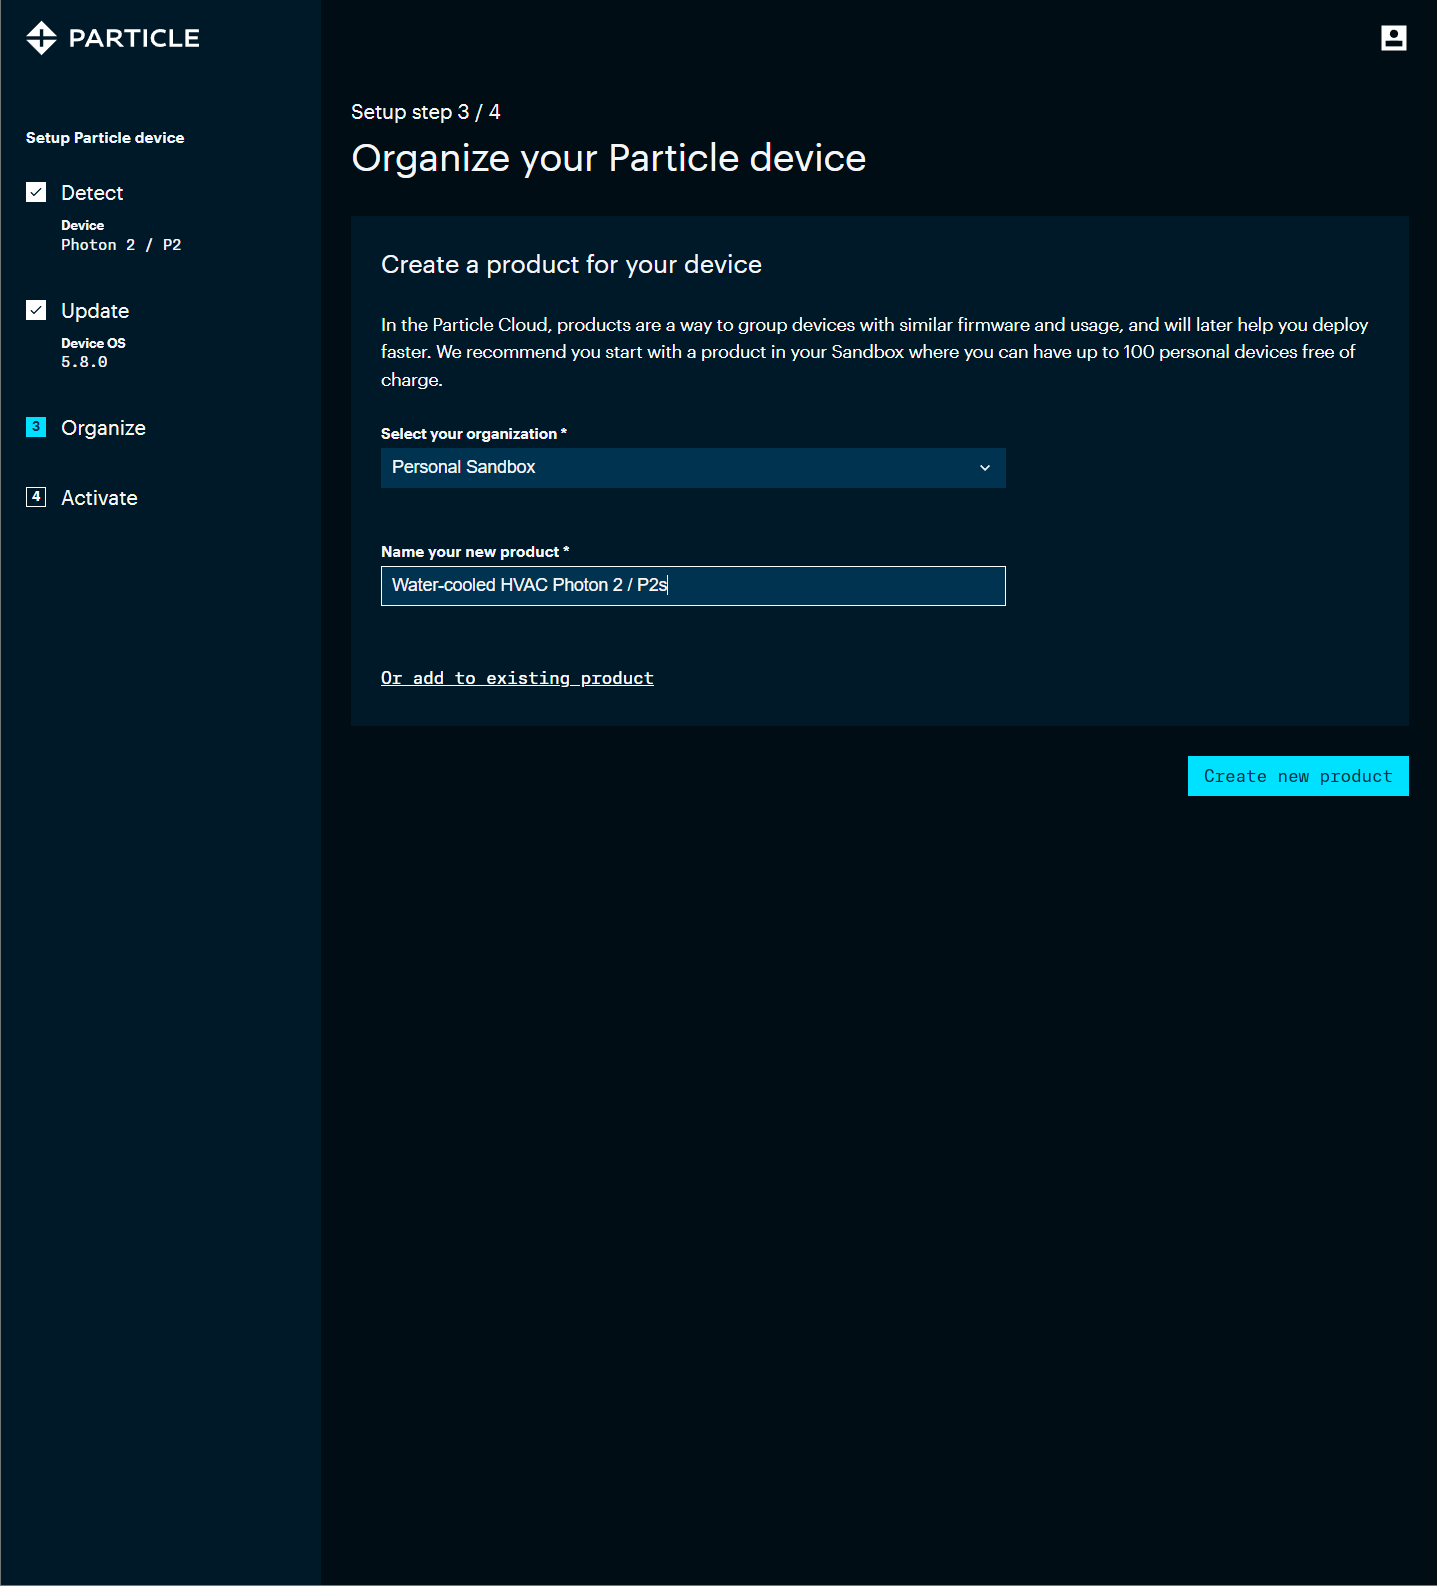 PARTICLE
Setup Particle device
Detect
Device
Photon 2 / P2
Update
Device OS
5.8.0
3 Organize
4 Activate
Setup step 3 / 4
Organize your Particle device
Create a product for your device
In the Particle Cloud, products are a way to group devices with similar firmware and usage, and will later help you deploy
faster. We recommend you start with a product in your Sandbox where you can have up to 100 personal devices free of
charge.
Select your organization *
Personal Sandbox
Name your new product *
Water-cooled HVAC Photon 2 / P2s
Or add to existing product
Create new product